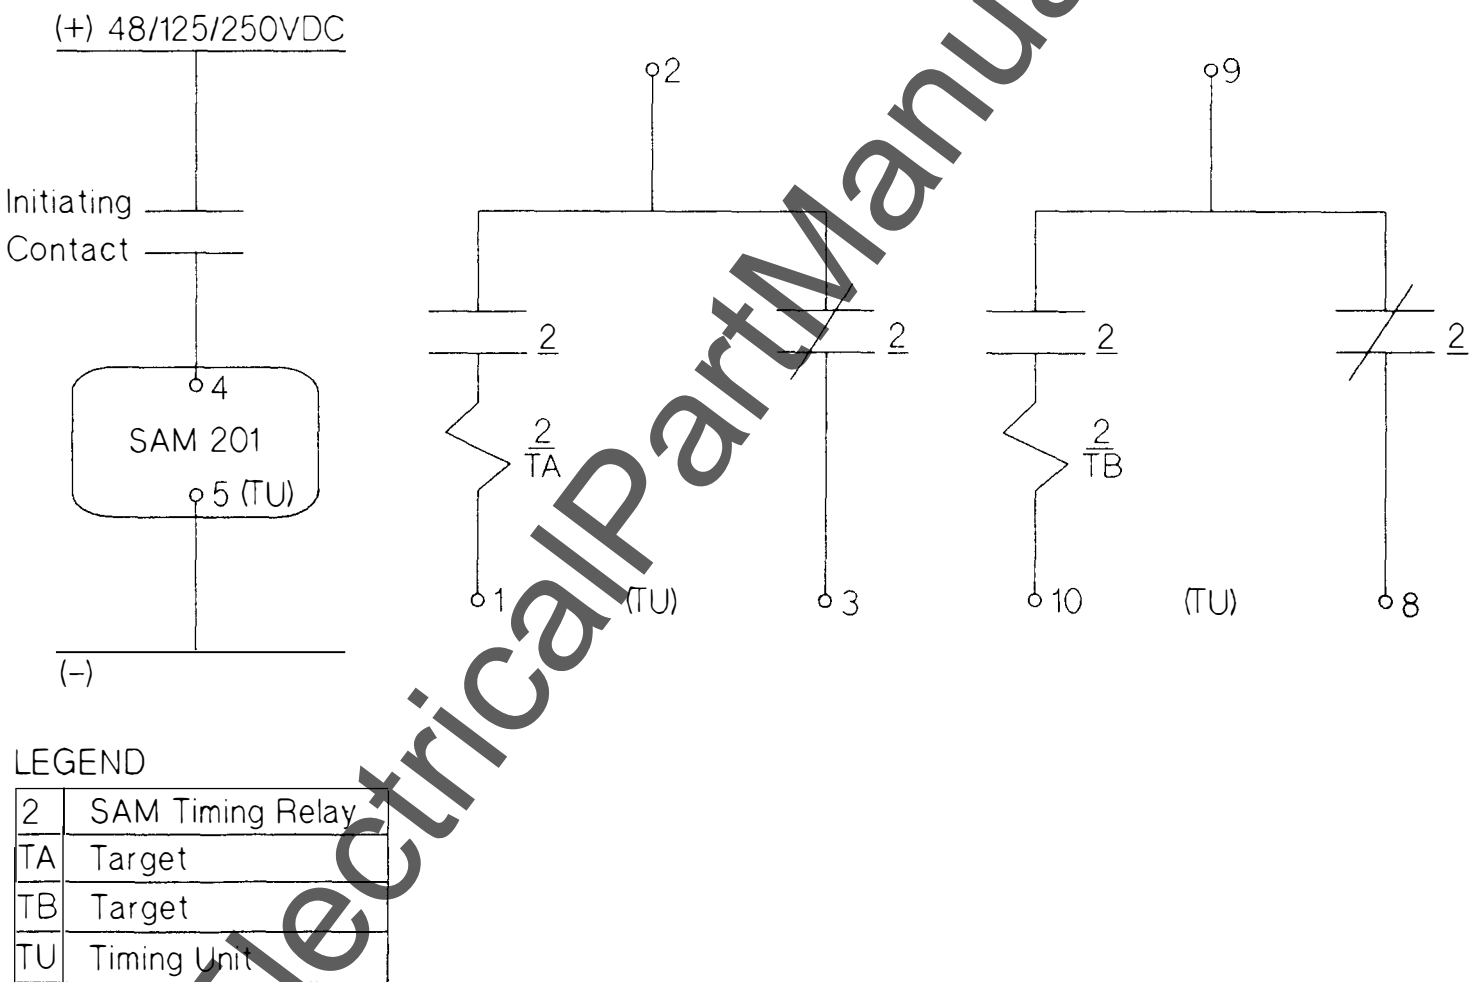 (+) 48/125/250VDC
2
9
Initiating
Contact
2
2
2
2
4
SAM 201
5 (TU)
2
TA
2
TB
1
(TU)
3
10
(TU)
8
(-)
LEGEND
2 SAM Timing Relay
TA Target
TB Target
TU Timing Unit
ElectricalPartManua